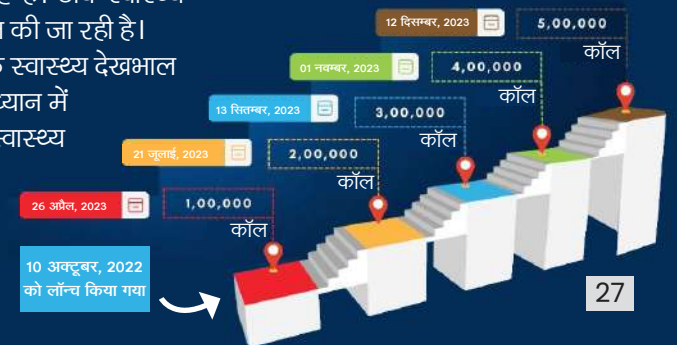 की जा रही है।
स्वास्थ्य देखभाल
में
स्वास्थ्य
12 दिसम्बर, 2023
5,00,000
कॉल
01 नवम्बर, 2023
4,00,000
कॉल
13 सितम्बर, 2023
3,00,000
कॉल
21 जूलाई, 2023
2,00,000
कॉल
26 अप्रैल, 2023
1,00,000
कॉल
10 अक्टूबर, 2022
को लॉन्च किया गया
27